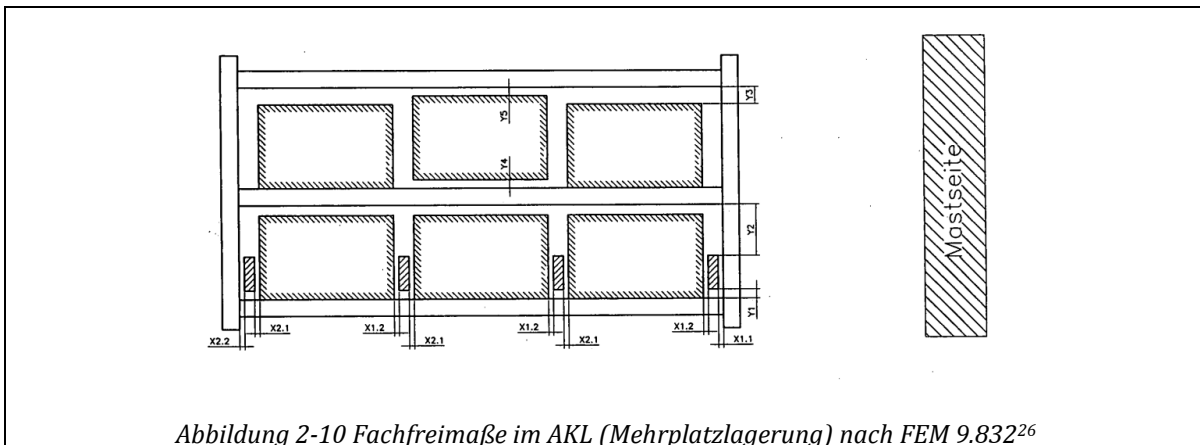 Y3
Y5
Y4
Y2
Y1
X2.1
X1.2
X1.2
X1.2
X2.2
X2.1
X2.1
X1.1
Mastseite
Abbildung 2-10 Fachfreimaße im AKL (Mehrplatzlagerung) nach FEM 9.832²⁶